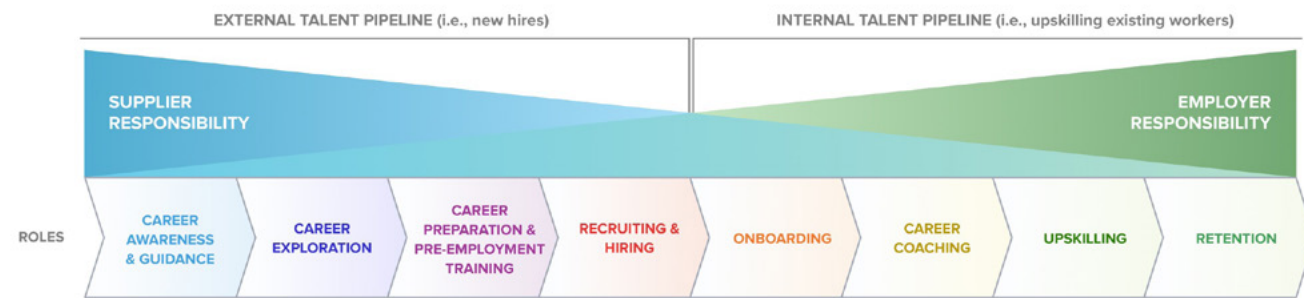 EXTERNAL TALENT PIPELINE (i.e., new hires)
INTERNAL TALENT PIPELINE (i.e., upskilling existing workers)
SUPPLIER
RESPONSIBILITY
EMPLOYER
RESPONSIBILITY
ROLES
CAREER
AWARENESS
& GUIDANCE
CAREER
EXPLORATION
CAREER
PREPARATION &
PRE-EMPLOYMENT
TRAINING
RECRUITING &
HIRING
ONBOARDING
CAREER
COACHING
UPSKILLING
RETENTION